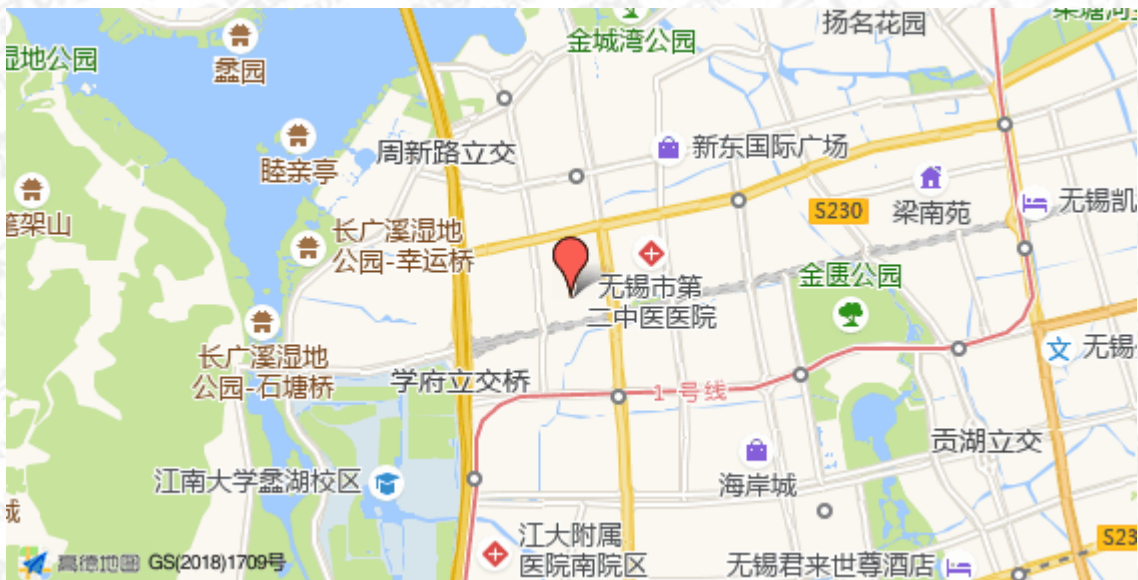 金城湾公园
扬名花园
湿地公园
蠡园
周新路立交
新东国际广场
睦亲亭
S230
梁南苑
无锡凯
笔架山
长广溪湿地
公园-幸运桥
无锡市第
二中医医院
金匮公园
长广溪湿地
公园-石塘桥
学府立交桥
1号线
文 无锡
贡湖立交
江南大学蠡湖校区
海岸城
城
江大附属
医院南院区
S23
无锡君来世尊酒店
高德地图 GS(2018)1709号